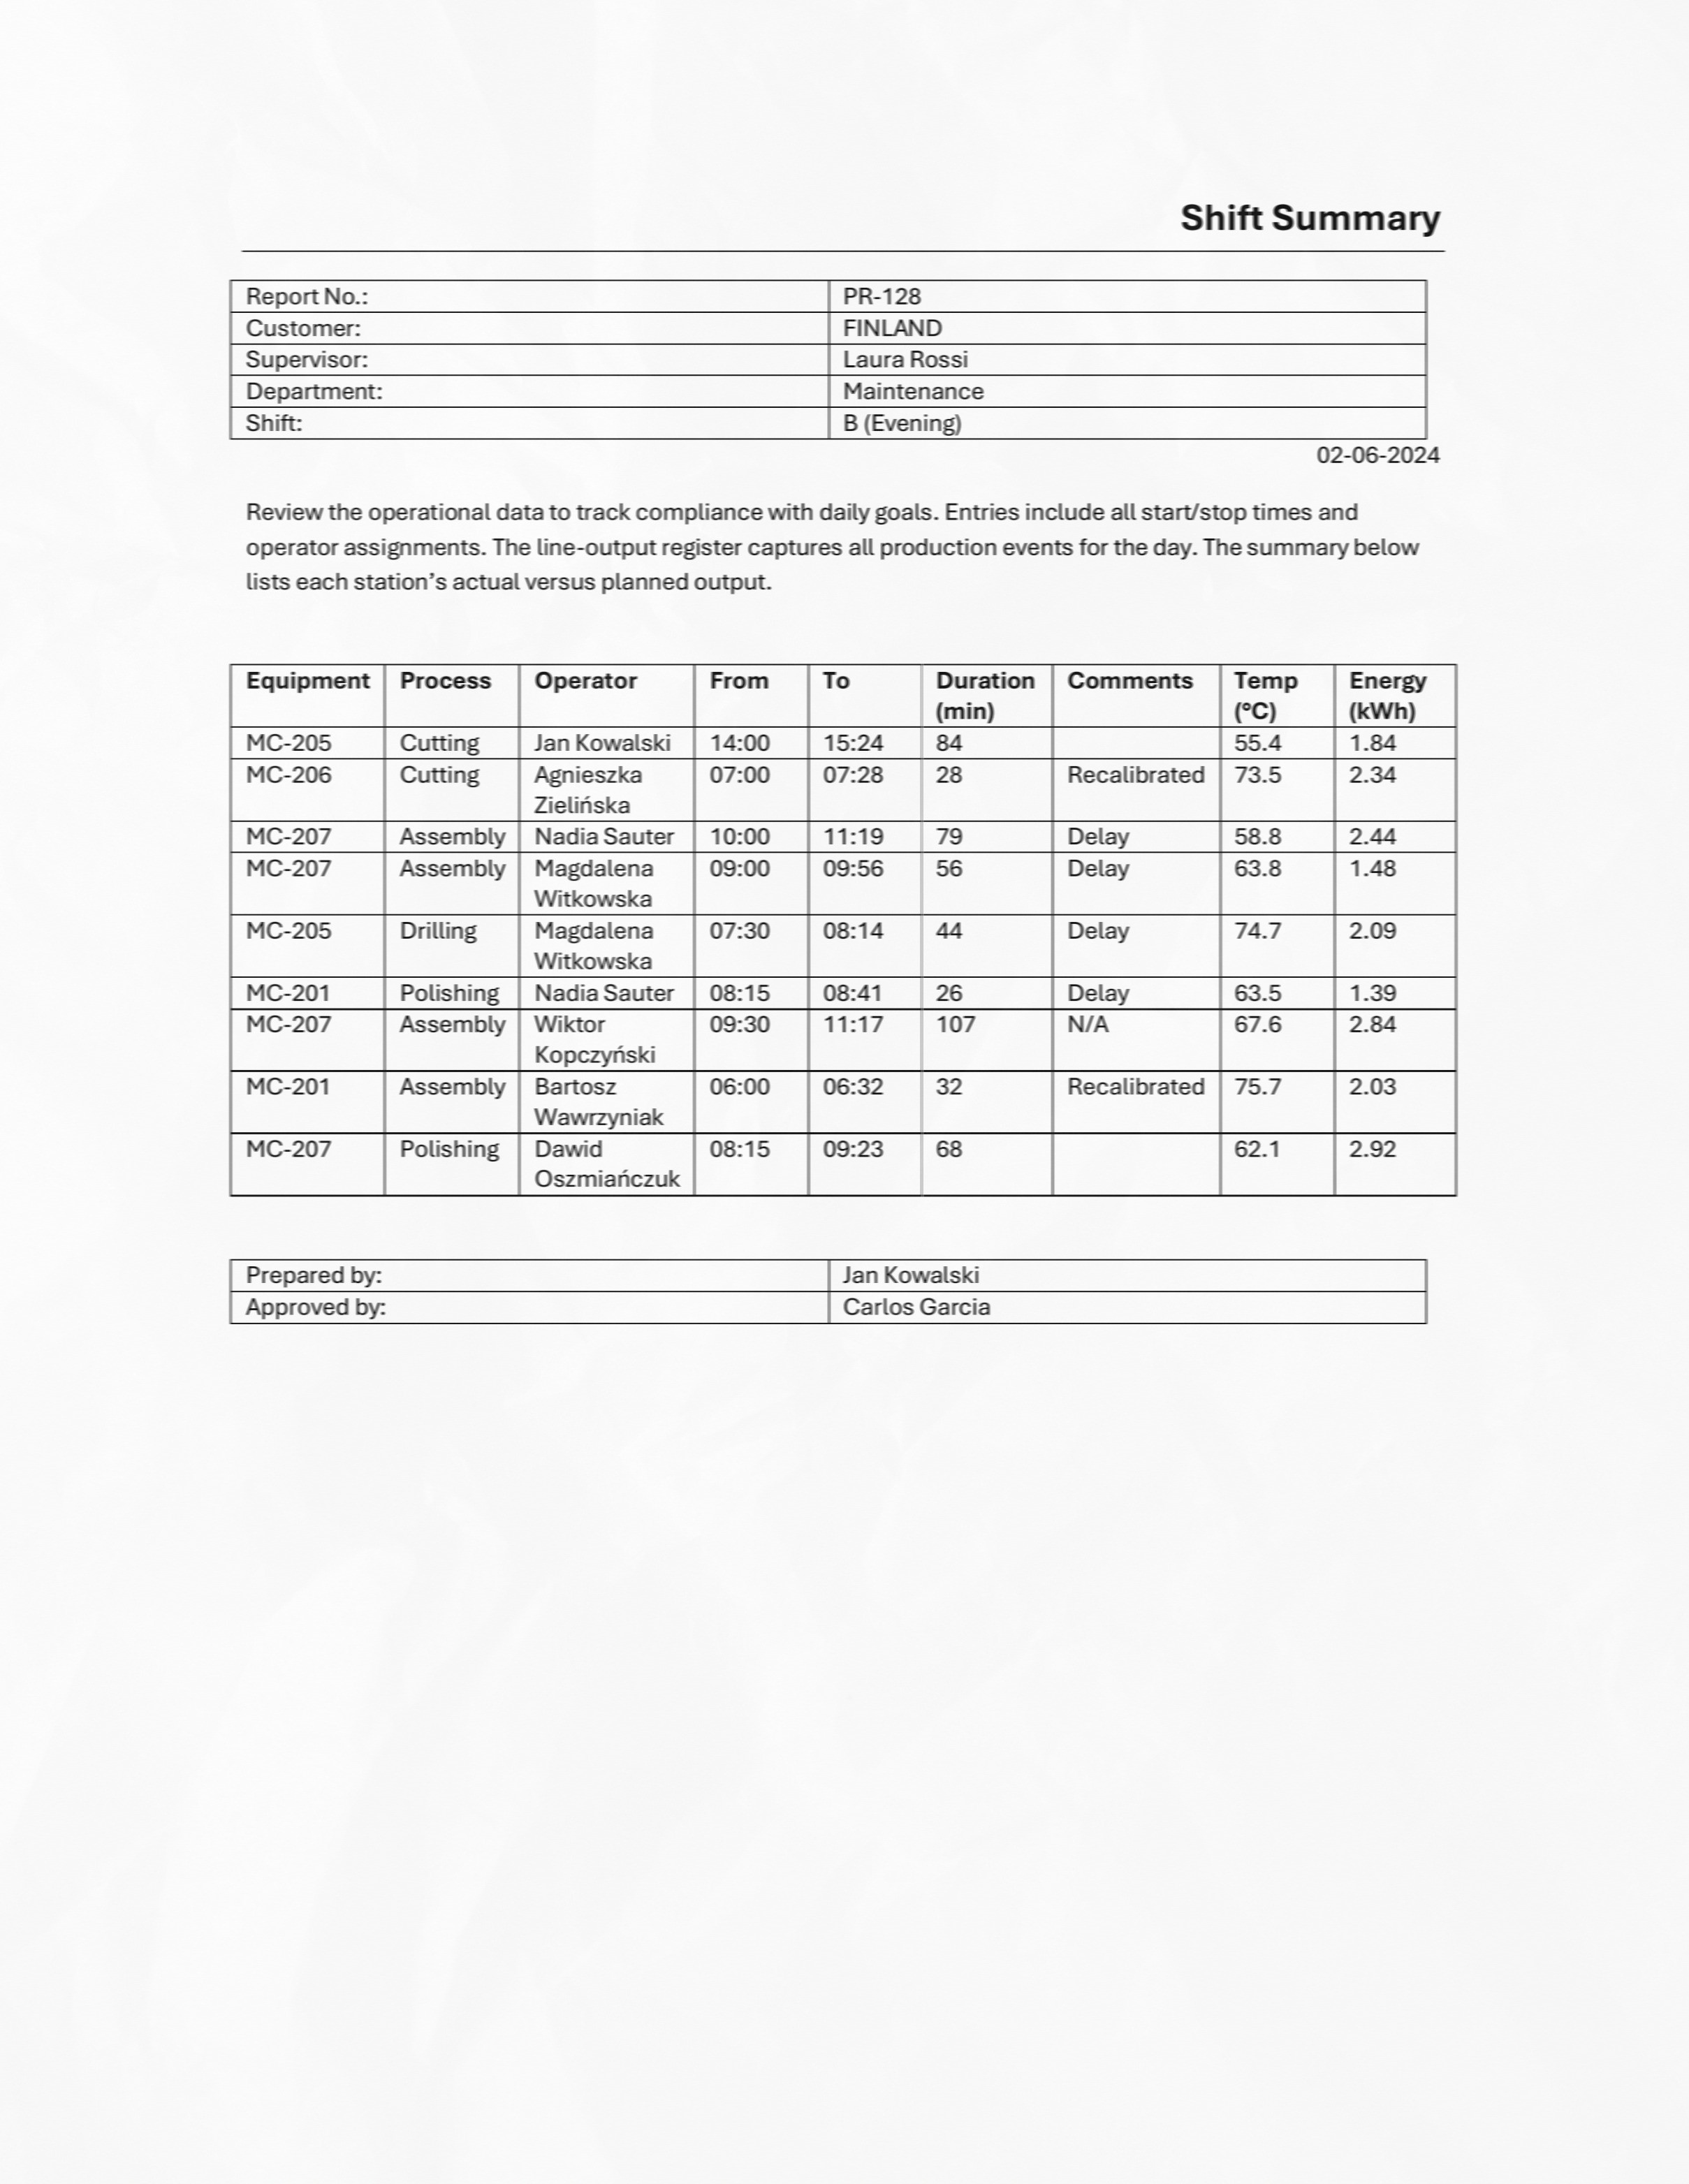 Shift Summary
Report No.: PR-128
Customer: FINLAND
Supervisor: Laura Rossi
Department: Maintenance
Shift: B (Evening)
02-06-2024
Review the operational data to track compliance with daily goals. Entries include all start/stop times and
operator assignments. The line-output register captures all production events for the day. The summary below
lists each station’s actual versus planned output.
Equipment Process Operator From To Duration (min) Comments Temp (°C) Energy (kWh)
MC-205 Cutting Jan Kowalski 14:00 15:24 84 55.4 1.84
MC-206 Cutting Agnieszka Zielińska 07:00 07:28 28 Recalibrated 73.5 2.34
MC-207 Assembly Nadia Sauter 10:00 11:19 79 Delay 58.8 2.44
MC-207 Assembly Magdalena Witkowska 09:00 09:56 56 Delay 63.8 1.48
MC-205 Drilling Magdalena Witkowska 07:30 08:14 44 Delay 74.7 2.09
MC-201 Polishing Nadia Sauter 08:15 08:41 26 Delay 63.5 1.39
MC-207 Assembly Wiktor Kopczyński 09:30 11:17 107 N/A 67.6 2.84
MC-201 Assembly Bartosz Wawrzyniak 06:00 06:32 32 Recalibrated 75.7 2.03
MC-207 Polishing Dawid Oszmiańczuk 08:15 09:23 68 62.1 2.92
Prepared by: Jan Kowalski
Approved by: Carlos Garcia